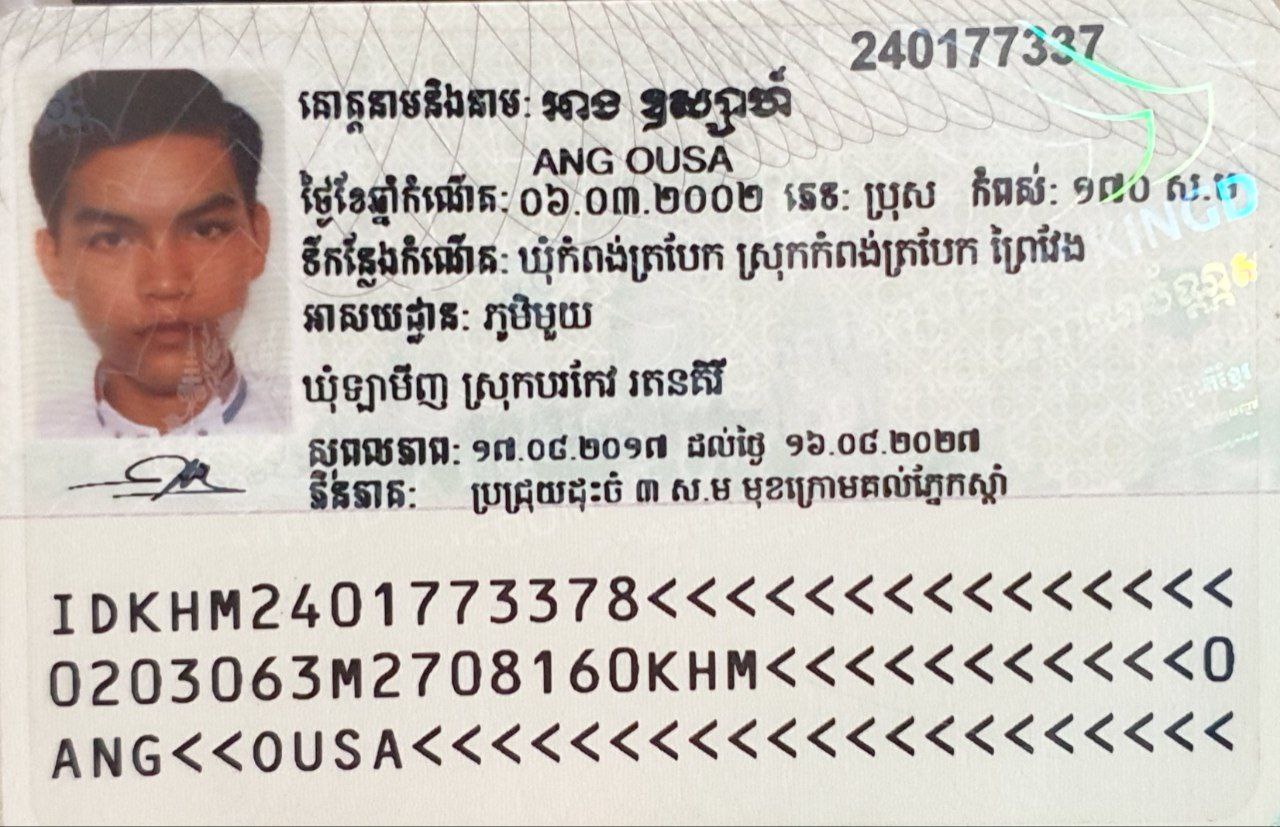 240177337
គោត្តនាមនិងនាម: អាង ឧស្សាហ៍
ANG OUSA
ថ្ងៃខែឆ្នាំកំណើត: ០៦.០៣.២០០២ ភេទ: ប្រុស កំពស់: ១៧០ ស.ម
ទីកន្លែងកំណើត: ឃុំកំពង់ត្របែក ស្រុកកំពង់ត្របែក ព្រៃវែង
អាសយដ្ឋាន: ភូមិមួយ
ឃុំឡាមីញ ស្រុកបរកែវ រតនគិរី
សុពលភាព: ១៧.០៨.២០១៧ ដល់ថ្ងៃ ១៦.០៨.២០២៧
ភិនភាគ: ប្រជ្រុយដុះចំ ៣ ស.ម មុខក្រោមគល់ភ្នែកស្តាំ
IDKHM2401773378<<<<<<<<<<<<<<<
0203063M2708160KHM<<<<<<<<<<<0
ANG<<OUSA<<<<<<<<<<<<<<<<<<<<<